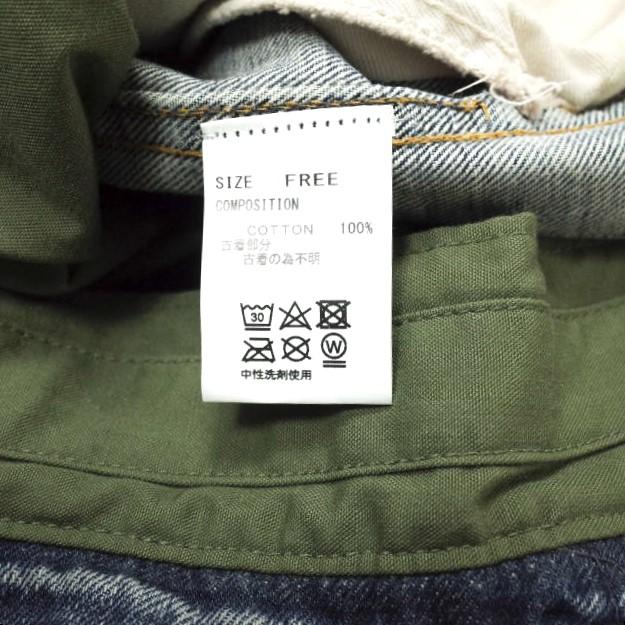 SIZE FREE
COMPOSITION
COTTON 100%
古着部分
古着の為不明
30
W
中性洗剤使用